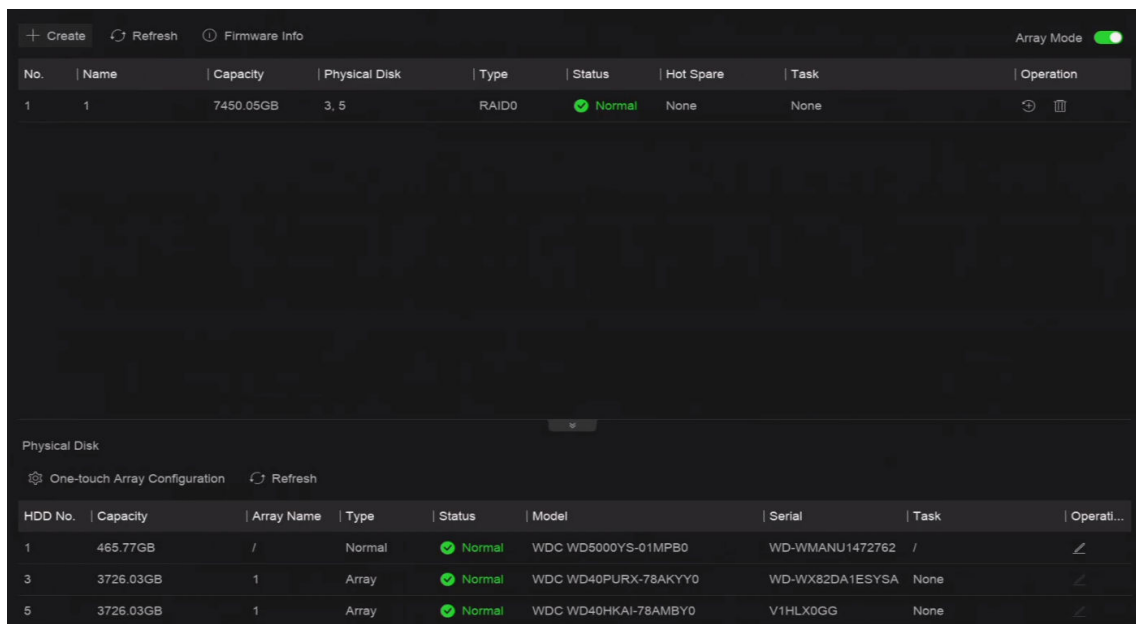 Create Refresh Firmware Info Array Mode
No. Name Capacity Physical Disk Type Status Hot Spare Task Operation
1 1 7450.05GB 3, 5 RAID0 Normal None None
Physical Disk
One-touch Array Configuration Refresh
HDD No. Capacity Array Name Type Status Model Serial Task Operati...
1 465.77GB / Normal Normal WDC WD5000YS-01MPB0 WD-WMANU1472762 /
3 3726.03GB 1 Array Normal WDC WD40PURX-78AKYY0 WD-WX82DA1ESYSA None
5 3726.03GB 1 Array Normal WDC WD40HKAI-78AMBY0 V1HLX0GG None